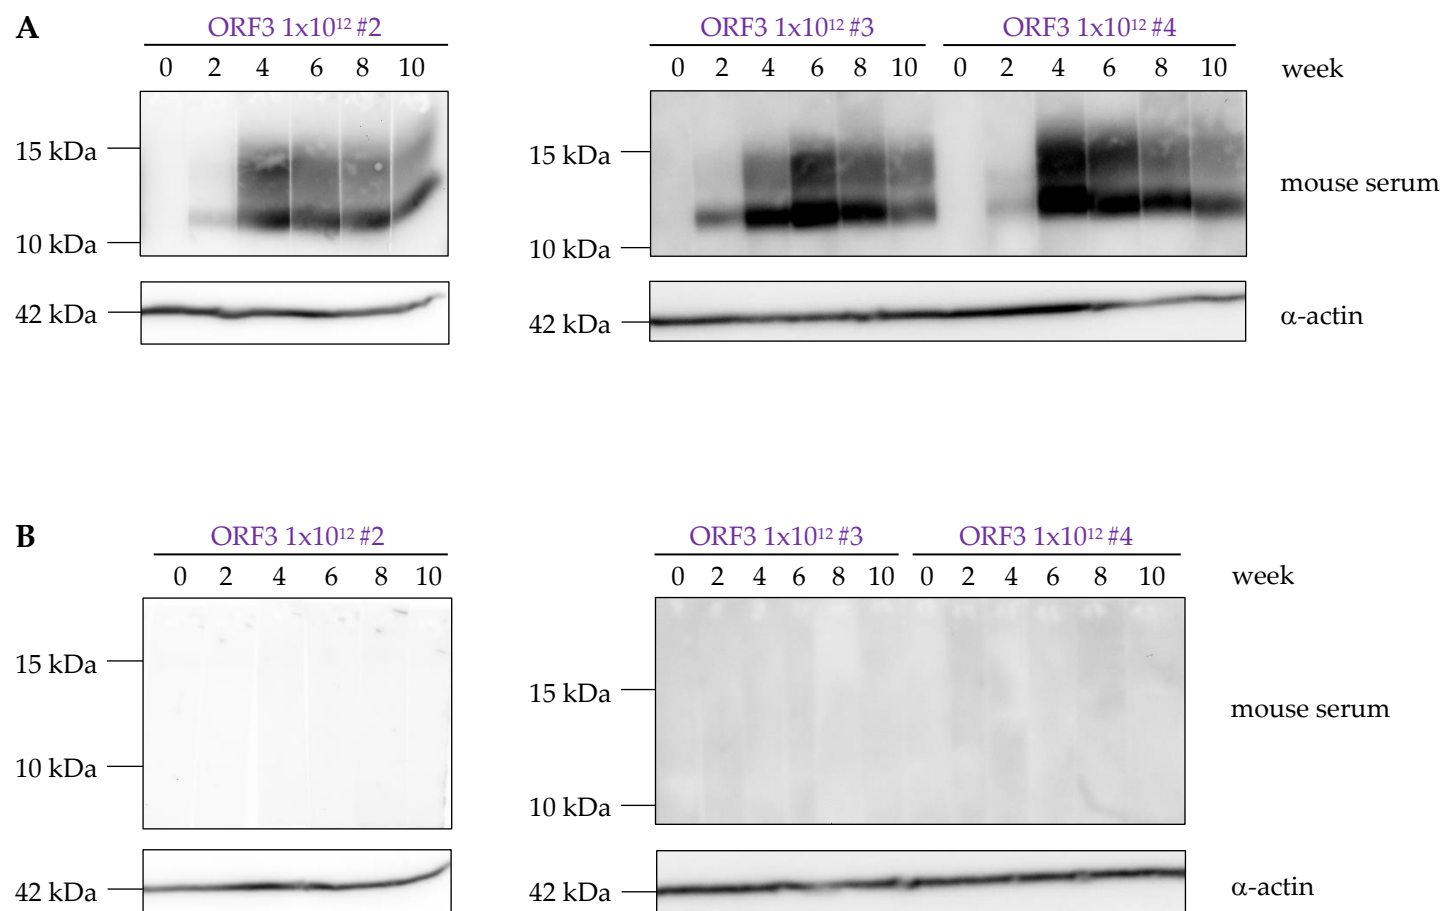 A
ORF3 1x10¹² #2
ORF3 1x10¹² #3
ORF3 1x10¹² #4
0 2 4 6 8 10
0 2 4 6 8 10 0 2 4 6 8 10
week
15 kDa
10 kDa
15 kDa
10 kDa
mouse serum
42 kDa
42 kDa
α-actin
B
ORF3 1x10¹² #2
ORF3 1x10¹² #3
ORF3 1x10¹² #4
0 2 4 6 8 10
0 2 4 6 8 10 0 2 4 6 8 10
week
15 kDa
10 kDa
15 kDa
10 kDa
mouse serum
42 kDa
42 kDa
α-actin